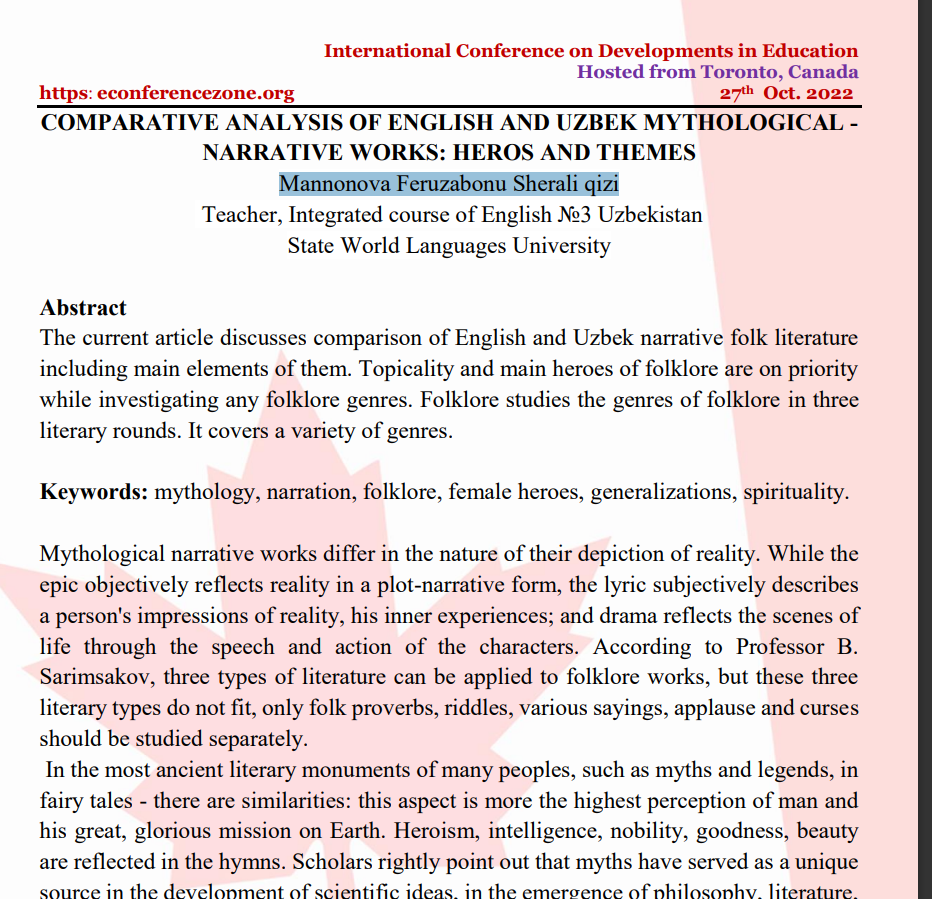 International Conference on Developments in Education
Hosted from Toronto, Canada
https: econferencezone.org 27th Oct. 2022
COMPARATIVE ANALYSIS OF ENGLISH AND UZBEK MYTHOLOGICAL -
NARRATIVE WORKS: HEROS AND THEMES
Mannonova Feruzabonu Sherali qizi
Teacher, Integrated course of English №3 Uzbekistan
State World Languages University
Abstract
The current article discusses comparison of English and Uzbek narrative folk literature
including main elements of them. Topicality and main heroes of folklore are on priority
while investigating any folklore genres. Folklore studies the genres of folklore in three
literary rounds. It covers a variety of genres.
Keywords: mythology, narration, folklore, female heroes, generalizations, spirituality.
Mythological narrative works differ in the nature of their depiction of reality. While the
epic objectively reflects reality in a plot-narrative form, the lyric subjectively describes
a person's impressions of reality, his inner experiences; and drama reflects the scenes of
life through the speech and action of the characters. According to Professor B.
Sarimsakov, three types of literature can be applied to folklore works, but these three
literary types do not fit, only folk proverbs, riddles, various sayings, applause and curses
should be studied separately.
In the most ancient literary monuments of many peoples, such as myths and legends, in
fairy tales - there are similarities: this aspect is more the highest perception of man and
his great, glorious mission on Earth. Heroism, intelligence, nobility, goodness, beauty
are reflected in the hymns. Scholars rightly point out that myths have served as a unique
source in the development of scientific ideas, in the emergence of philosophy, literature,